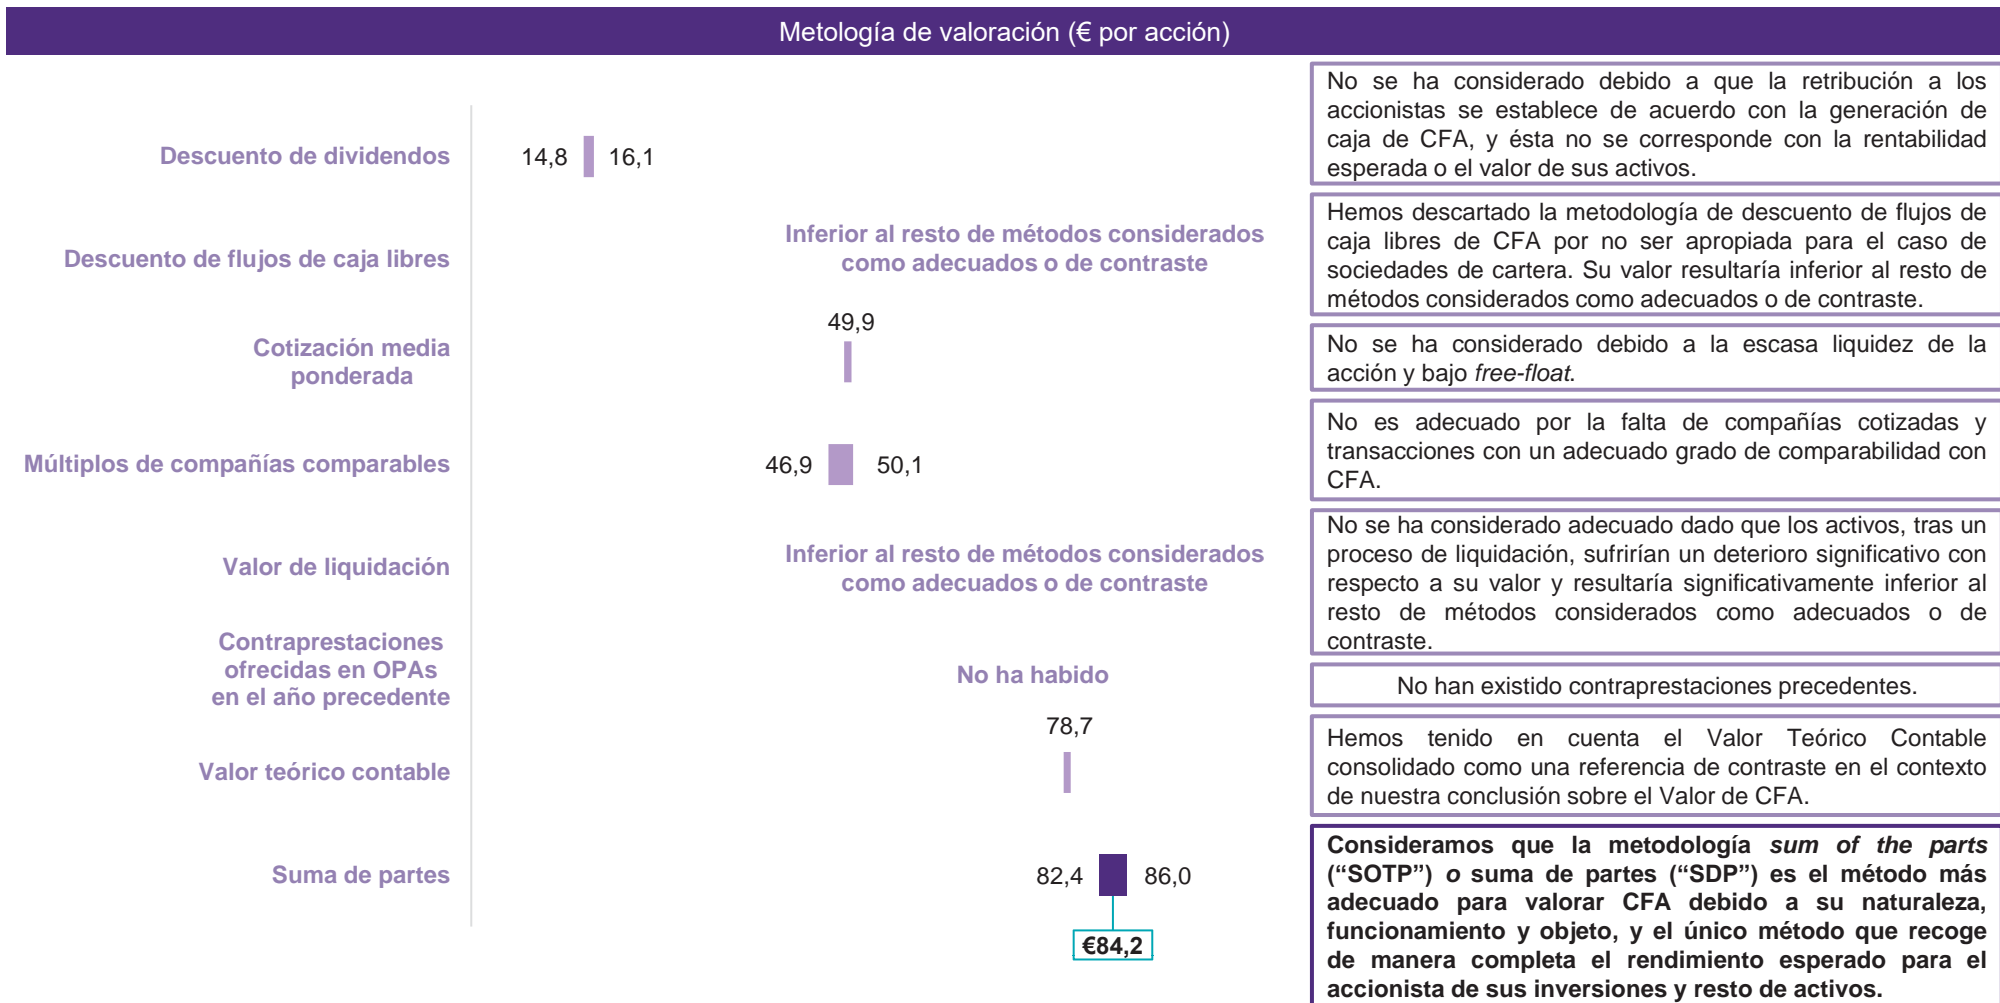 Metología de valoración (€ por acción)
Descuento de dividendos
14,8
16,1
No se ha considerado debido a que la retribución a los
accionistas se establece de acuerdo con la generación de
caja de CFA, y ésta no se corresponde con la rentabilidad
esperada o el valor de sus activos.
Descuento de flujos de caja libres
Inferior al resto de métodos considerados
como adecuados o de contraste
Hemos descartado la metodología de descuento de flujos de
caja libres de CFA por no ser apropiada para el caso de
sociedades de cartera. Su valor resultaría inferior al resto de
métodos considerados como adecuados o de contraste.
Cotización media
ponderada
49,9
No se ha considerado debido a la escasa liquidez de la
acción y bajo free-float.
Múltiplos de compañías comparables
46,9
50,1
No es adecuado por la falta de compañías cotizadas y
transacciones con un adecuado grado de comparabilidad con
CFA.
Valor de liquidación
Inferior al resto de métodos considerados
como adecuados o de contraste
No se ha considerado adecuado dado que los activos, tras un
proceso de liquidación, sufrirían un deterioro significativo con
respecto a su valor y resultaría significativamente inferior al
resto de métodos considerados como adecuados o de
contraste.
Contraprestaciones
ofrecidas en OPAs
en el año precedente
No ha habido
No han existido contraprestaciones precedentes.
Valor teórico contable
78,7
Hemos tenido en cuenta el Valor Teórico Contable
consolidado como una referencia de contraste en el contexto
de nuestra conclusión sobre el Valor de CFA.
Suma de partes
82,4
86,0
€84,2
Consideramos que la metodología sum of the parts
(“SOTP”) o suma de partes (“SDP”) es el método más
adecuado para valorar CFA debido a su naturaleza,
funcionamiento y objeto, y el único método que recoge
de manera completa el rendimiento esperado para el
accionista de sus inversiones y resto de activos.